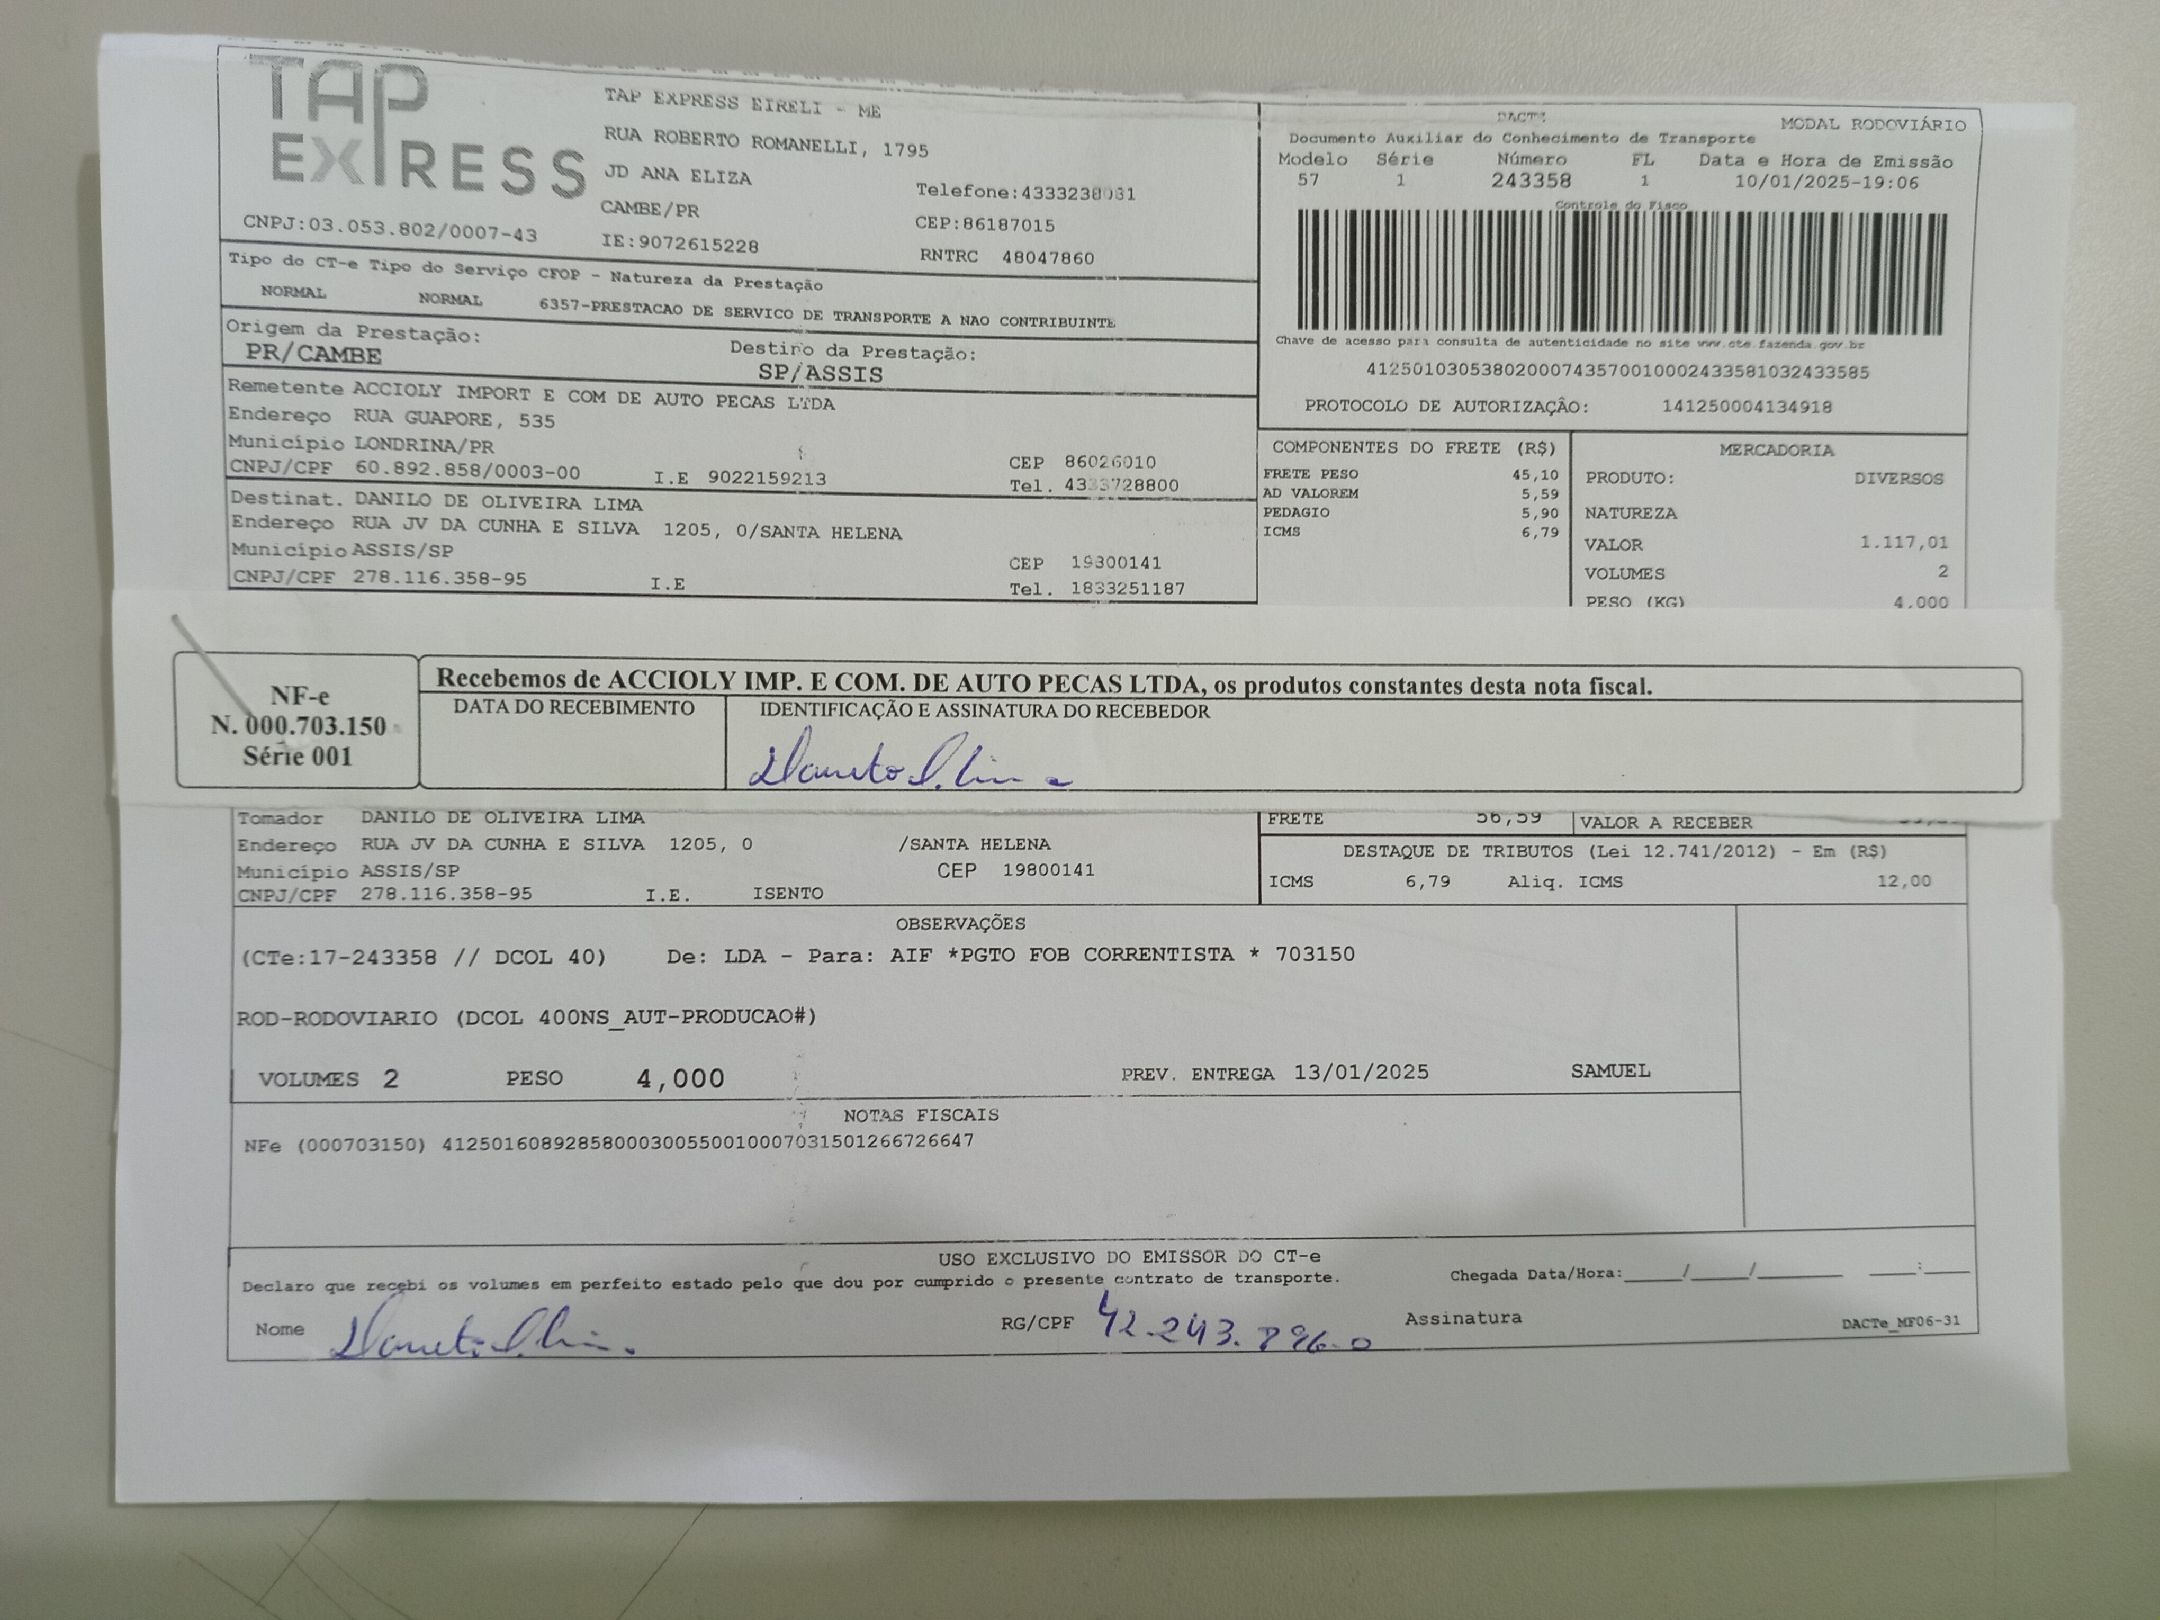 TAP EXPRESS
TAP EXPRESS EIRELI - ME
RUA ROBERTO ROMANELLI, 1795
JD ANA ELIZA
CAMBE/PR
Telefone:4333238031
CEP:86187015
CNPJ:03.053.802/0007-43
IE:9072615228
RNTRC 48047860
Tipo do CT-e Tipo do Serviço CFOP - Natureza da Prestação
NORMAL NORMAL 6357-PRESTACAO DE SERVICO DE TRANSPORTE A NAO CONTRIBUINTE
Origem da Prestação:
PR/CAMBE
Destino da Prestação:
SP/ASSIS
Remetente ACCIOLY IMPORT E COM DE AUTO PECAS LTDA
Endereço RUA GUAPORE, 535
Município LONDRINA/PR
CEP 86026010
CNPJ/CPF 60.892.858/0003-00 I.E 9022159213 Tel. 4333728800
Destinat. DANILO DE OLIVEIRA LIMA
Endereço RUA JV DA CUNHA E SILVA 1205, 0/SANTA HELENA
Município ASSIS/SP
CEP 19800141
CNPJ/CPF 278.116.358-95 I.E Tel. 1833251187
DACTE MODAL RODOVIÁRIO
Documento Auxiliar do Conhecimento de Transporte
Modelo Série Número FL Data e Hora de Emissão
57 1 243358 1 10/01/2025-19:06
Controle do Fisco
Chave de acesso para consulta de autenticidade no site www.cte.fazenda.gov.br
41250103053802000743570010002433581032433585
PROTOCOLO DE AUTORIZAÇÃO: 141250004134918
COMPONENTES DO FRETE (R$)
FRETE PESO 45,10
AD VALOREM 5,59
PEDAGIO 5,90
ICMS 6,79
MERCADORIA
PRODUTO: DIVERSOS
NATUREZA
VALOR 1.117,01
VOLUMES 2
PESO (KG) 4,000
NF-e
N. 000.703.150
Série 001
Recebemos de ACCIOLY IMP. E COM. DE AUTO PECAS LTDA, os produtos constantes desta nota fiscal.
DATA DO RECEBIMENTO IDENTIFICAÇÃO E ASSINATURA DO RECEBEDOR
Tomador DANILO DE OLIVEIRA LIMA
Endereço RUA JV DA CUNHA E SILVA 1205, 0 /SANTA HELENA
Município ASSIS/SP CEP 19800141
CNPJ/CPF 278.116.358-95 I.E. ISENTO
FRETE 56,59 VALOR A RECEBER
DESTAQUE DE TRIBUTOS (Lei 12.741/2012) - Em (R$)
ICMS 6,79 Aliq. ICMS 12,00
OBSERVAÇÕES
(CTe:17-243358 // DCOL 40) De: LDA - Para: AIF *PGTO FOB CORRENTISTA * 703150
ROD-RODOVIARIO (DCOL 400NS_AUT-PRODUCAO#)
VOLUMES 2 PESO 4,000 PREV. ENTREGA 13/01/2025 SAMUEL
NOTAS FISCAIS
NFe (000703150) 41250160892858000300550010007031501266726647
USO EXCLUSIVO DO EMISSOR DO CT-e
Declaro que recebi os volumes em perfeito estado pelo que dou por cumprido o presente contrato de transporte. Chegada Data/Hora:_____/_____/________ ____:____
Nome RG/CPF 42.243.896.0 Assinatura DACTe_MF06-31